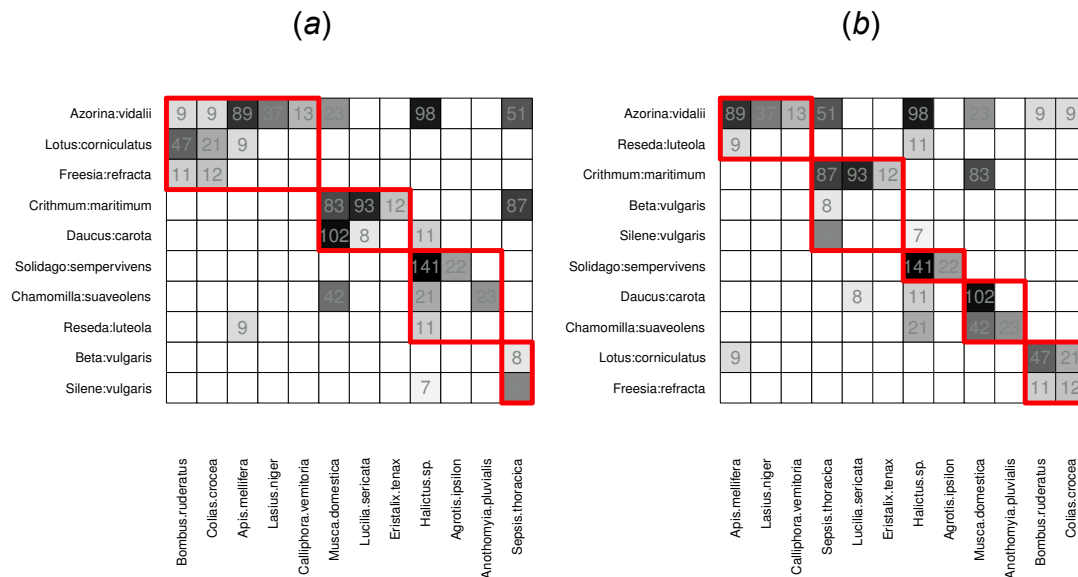 (a)
(b)
Azorina:vidalii 9 9 89 37 13 23 98 51
Lotus:corniculatus 47 21 9
Freesia:refracta 11 12
Crithmum:maritimum 83 93 12 87
Daucus:carota 102 8 11
Solidago:sempervivens 141 22
Chamomilla:suaveolens 42 21 23
Reseda:luteola 9 11
Beta:vulgaris 8
Silene:vulgaris 7
Bombus.ruderatus
Colias.crocea
Apis.mellifera
Lasius.niger
Calliphora.vemitoria
Musca.domestica
Lucilia.sericata
Eristalix.tenax
Halictus.sp.
Agrotis.ipsilon
Anothomyia.pluvialis
Sepsis.thoracica
Azorina:vidalii 89 37 13 51 98 23 9 9
Reseda:luteola 9 11
Crithmum:maritimum 87 93 12 83
Beta:vulgaris 8
Silene:vulgaris 7
Solidago:sempervivens 141 22
Daucus:carota 8 11 102
Chamomilla:suaveolens 21 42 23
Lotus:corniculatus 9 47 21
Freesia:refracta 11 12
Apis.mellifera
Lasius.niger
Calliphora.vemitoria
Sepsis.thoracica
Lucilia.sericata
Eristalix.tenax
Halictus.sp.
Agrotis.ipsilon
Musca.domestica
Anothomyia.pluvialis
Bombus.ruderatus
Colias.crocea